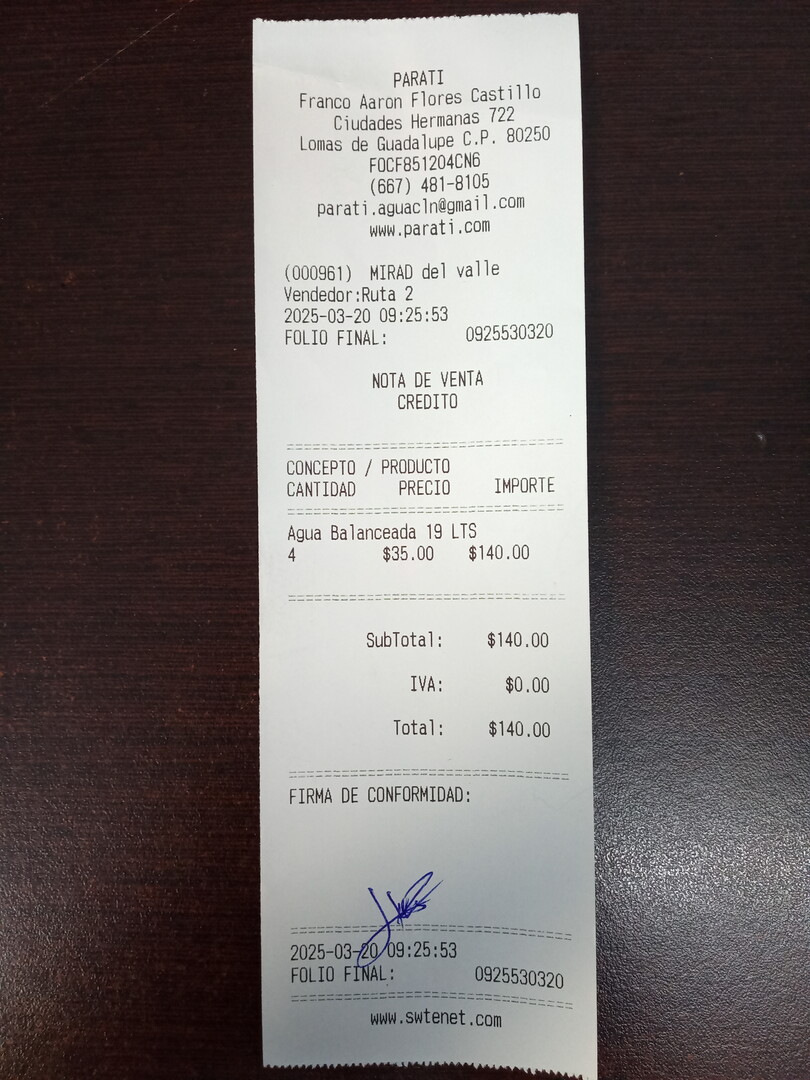 PARATI
Franco Aaron Flores Castillo
Ciudades Hermanas 722
Lomas de Guadalupe C.P. 80250
FOCF851204CN6
(667) 481-8105
parati.aguacln@gmail.com
www.parati.com
(000961) MIRAD del valle
Vendedor:Ruta 2
2025-03-20 09:25:53
FOLIO FINAL: 0925530320
NOTA DE VENTA
CREDITO
CONCEPTO / PRODUCTO
CANTIDAD PRECIO IMPORTE
Agua Balanceada 19 LTS
4 $35.00 $140.00
SubTotal: $140.00
IVA: $0.00
Total: $140.00
FIRMA DE CONFORMIDAD:
2025-03-20 09:25:53
FOLIO FINAL: 0925530320
www.swtenet.com